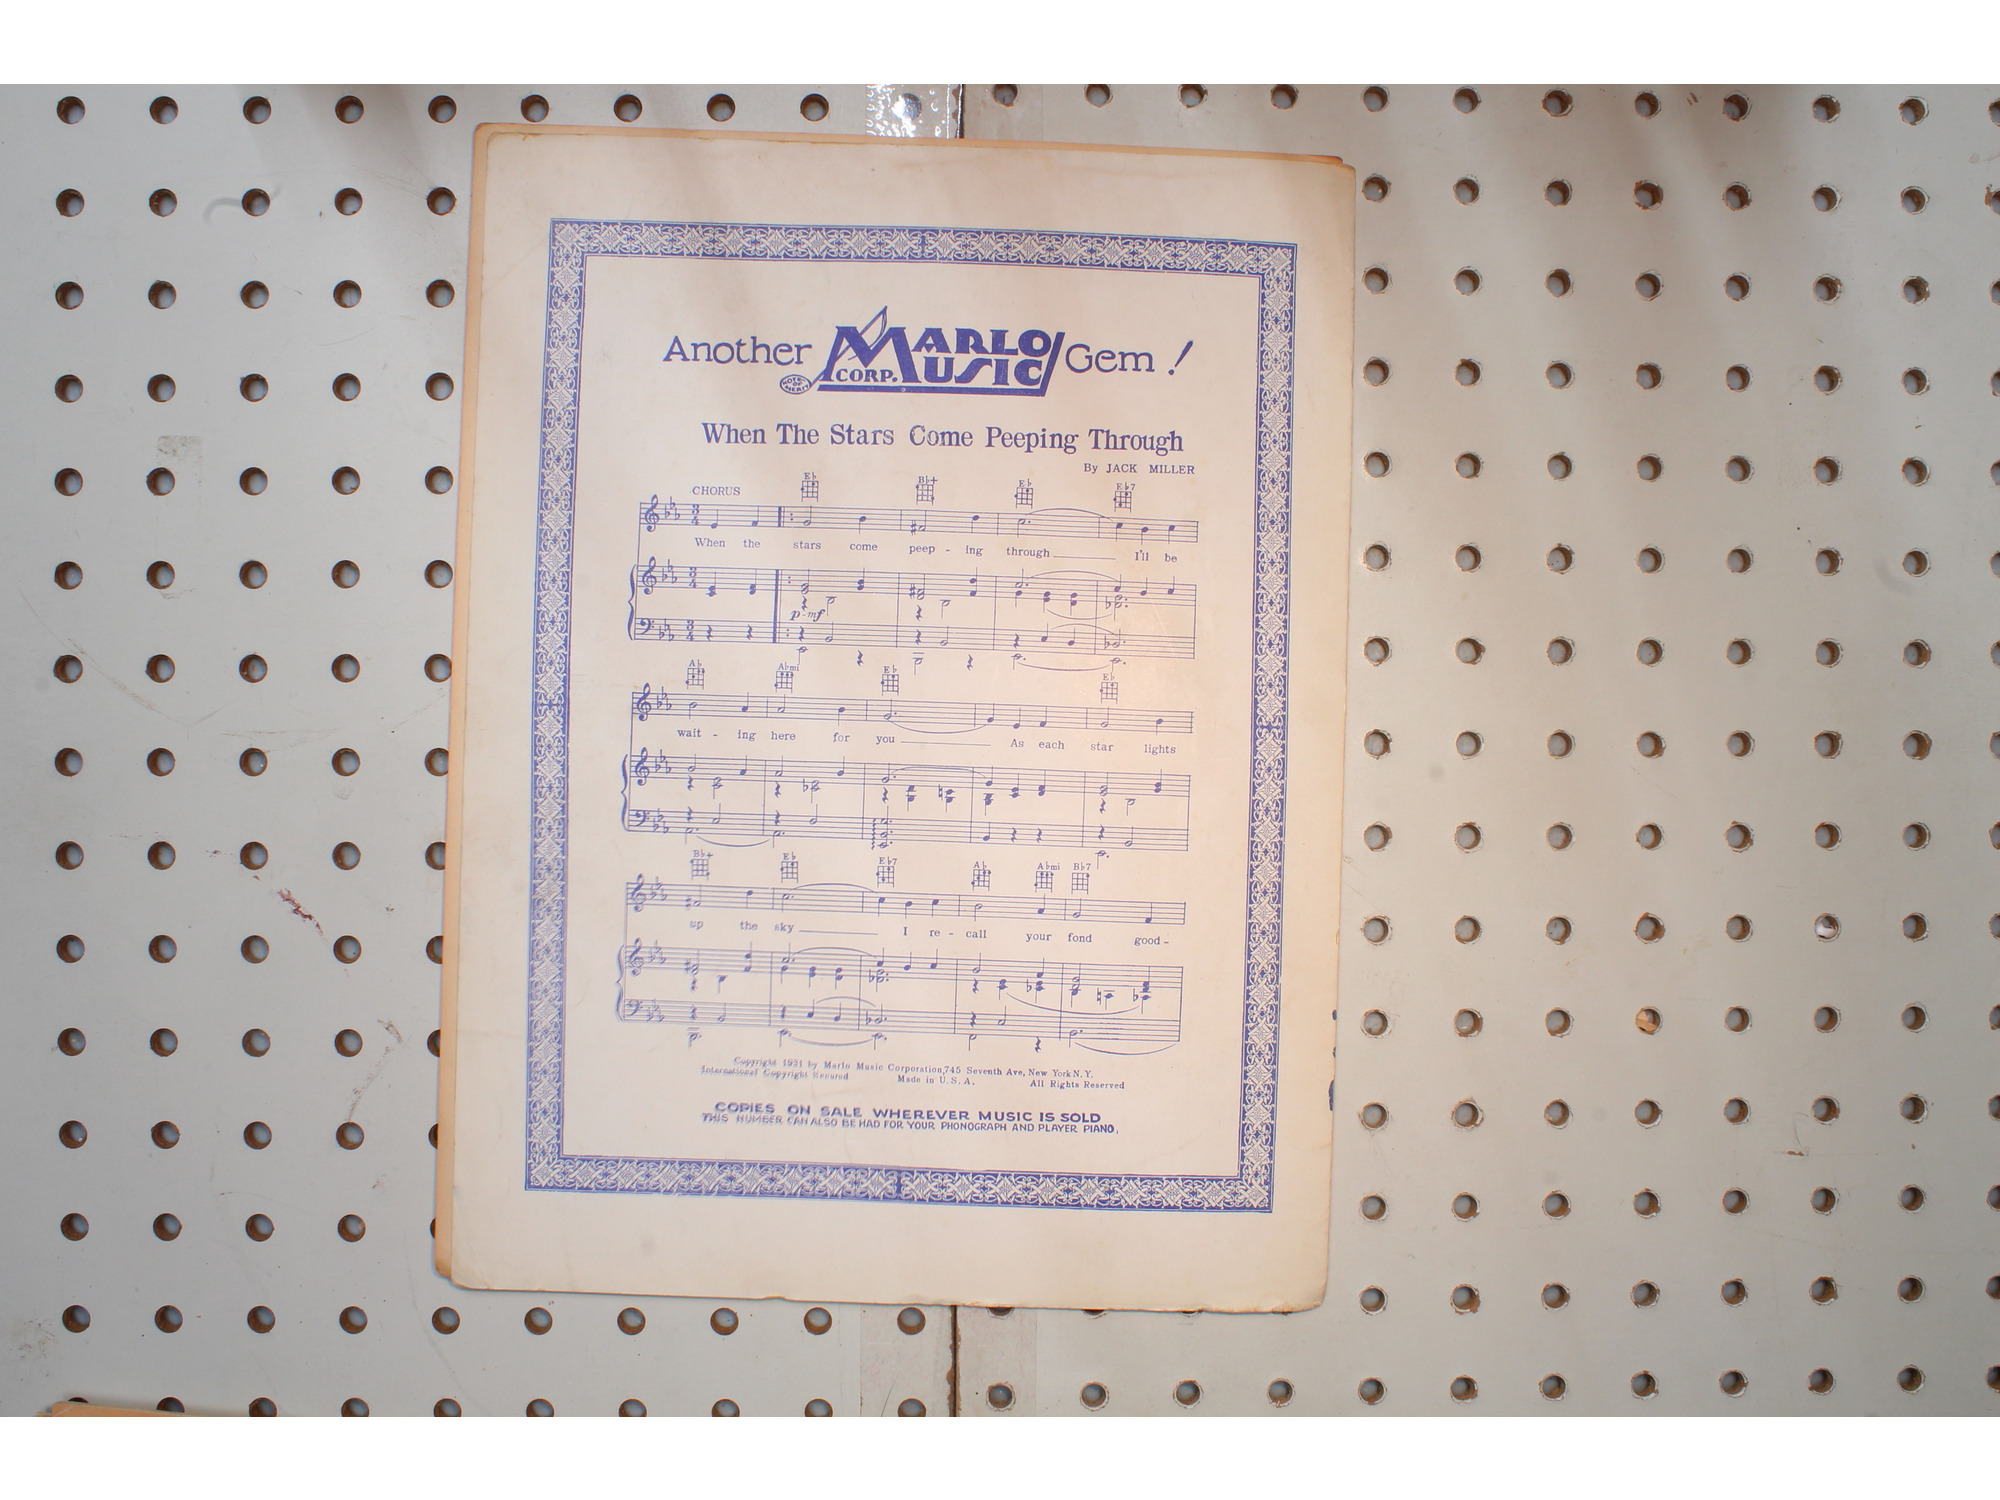 Another MARLO MUSIC CORP. Gem!
NOTES OF MERIT
When The Stars Come Peeping Through
By JACK MILLER
CHORUS
E♭ B♭+ E♭ E♭7
When the stars come peep - ing through I'll be
p-mf
A♭ A♭mi E♭ E♭
wait - ing here for you As each star lights
B♭+ E♭ E♭7 A♭ A♭mi B♭7
up the sky I re - call your fond good-
Copyright 1931 by Marlo Music Corporation, 745 Seventh Ave, New York N.Y.
International Copyright Secured Made in U.S.A. All Rights Reserved
COPIES ON SALE WHEREVER MUSIC IS SOLD
THIS NUMBER CAN ALSO BE HAD FOR YOUR PHONOGRAPH AND PLAYER PIANO.